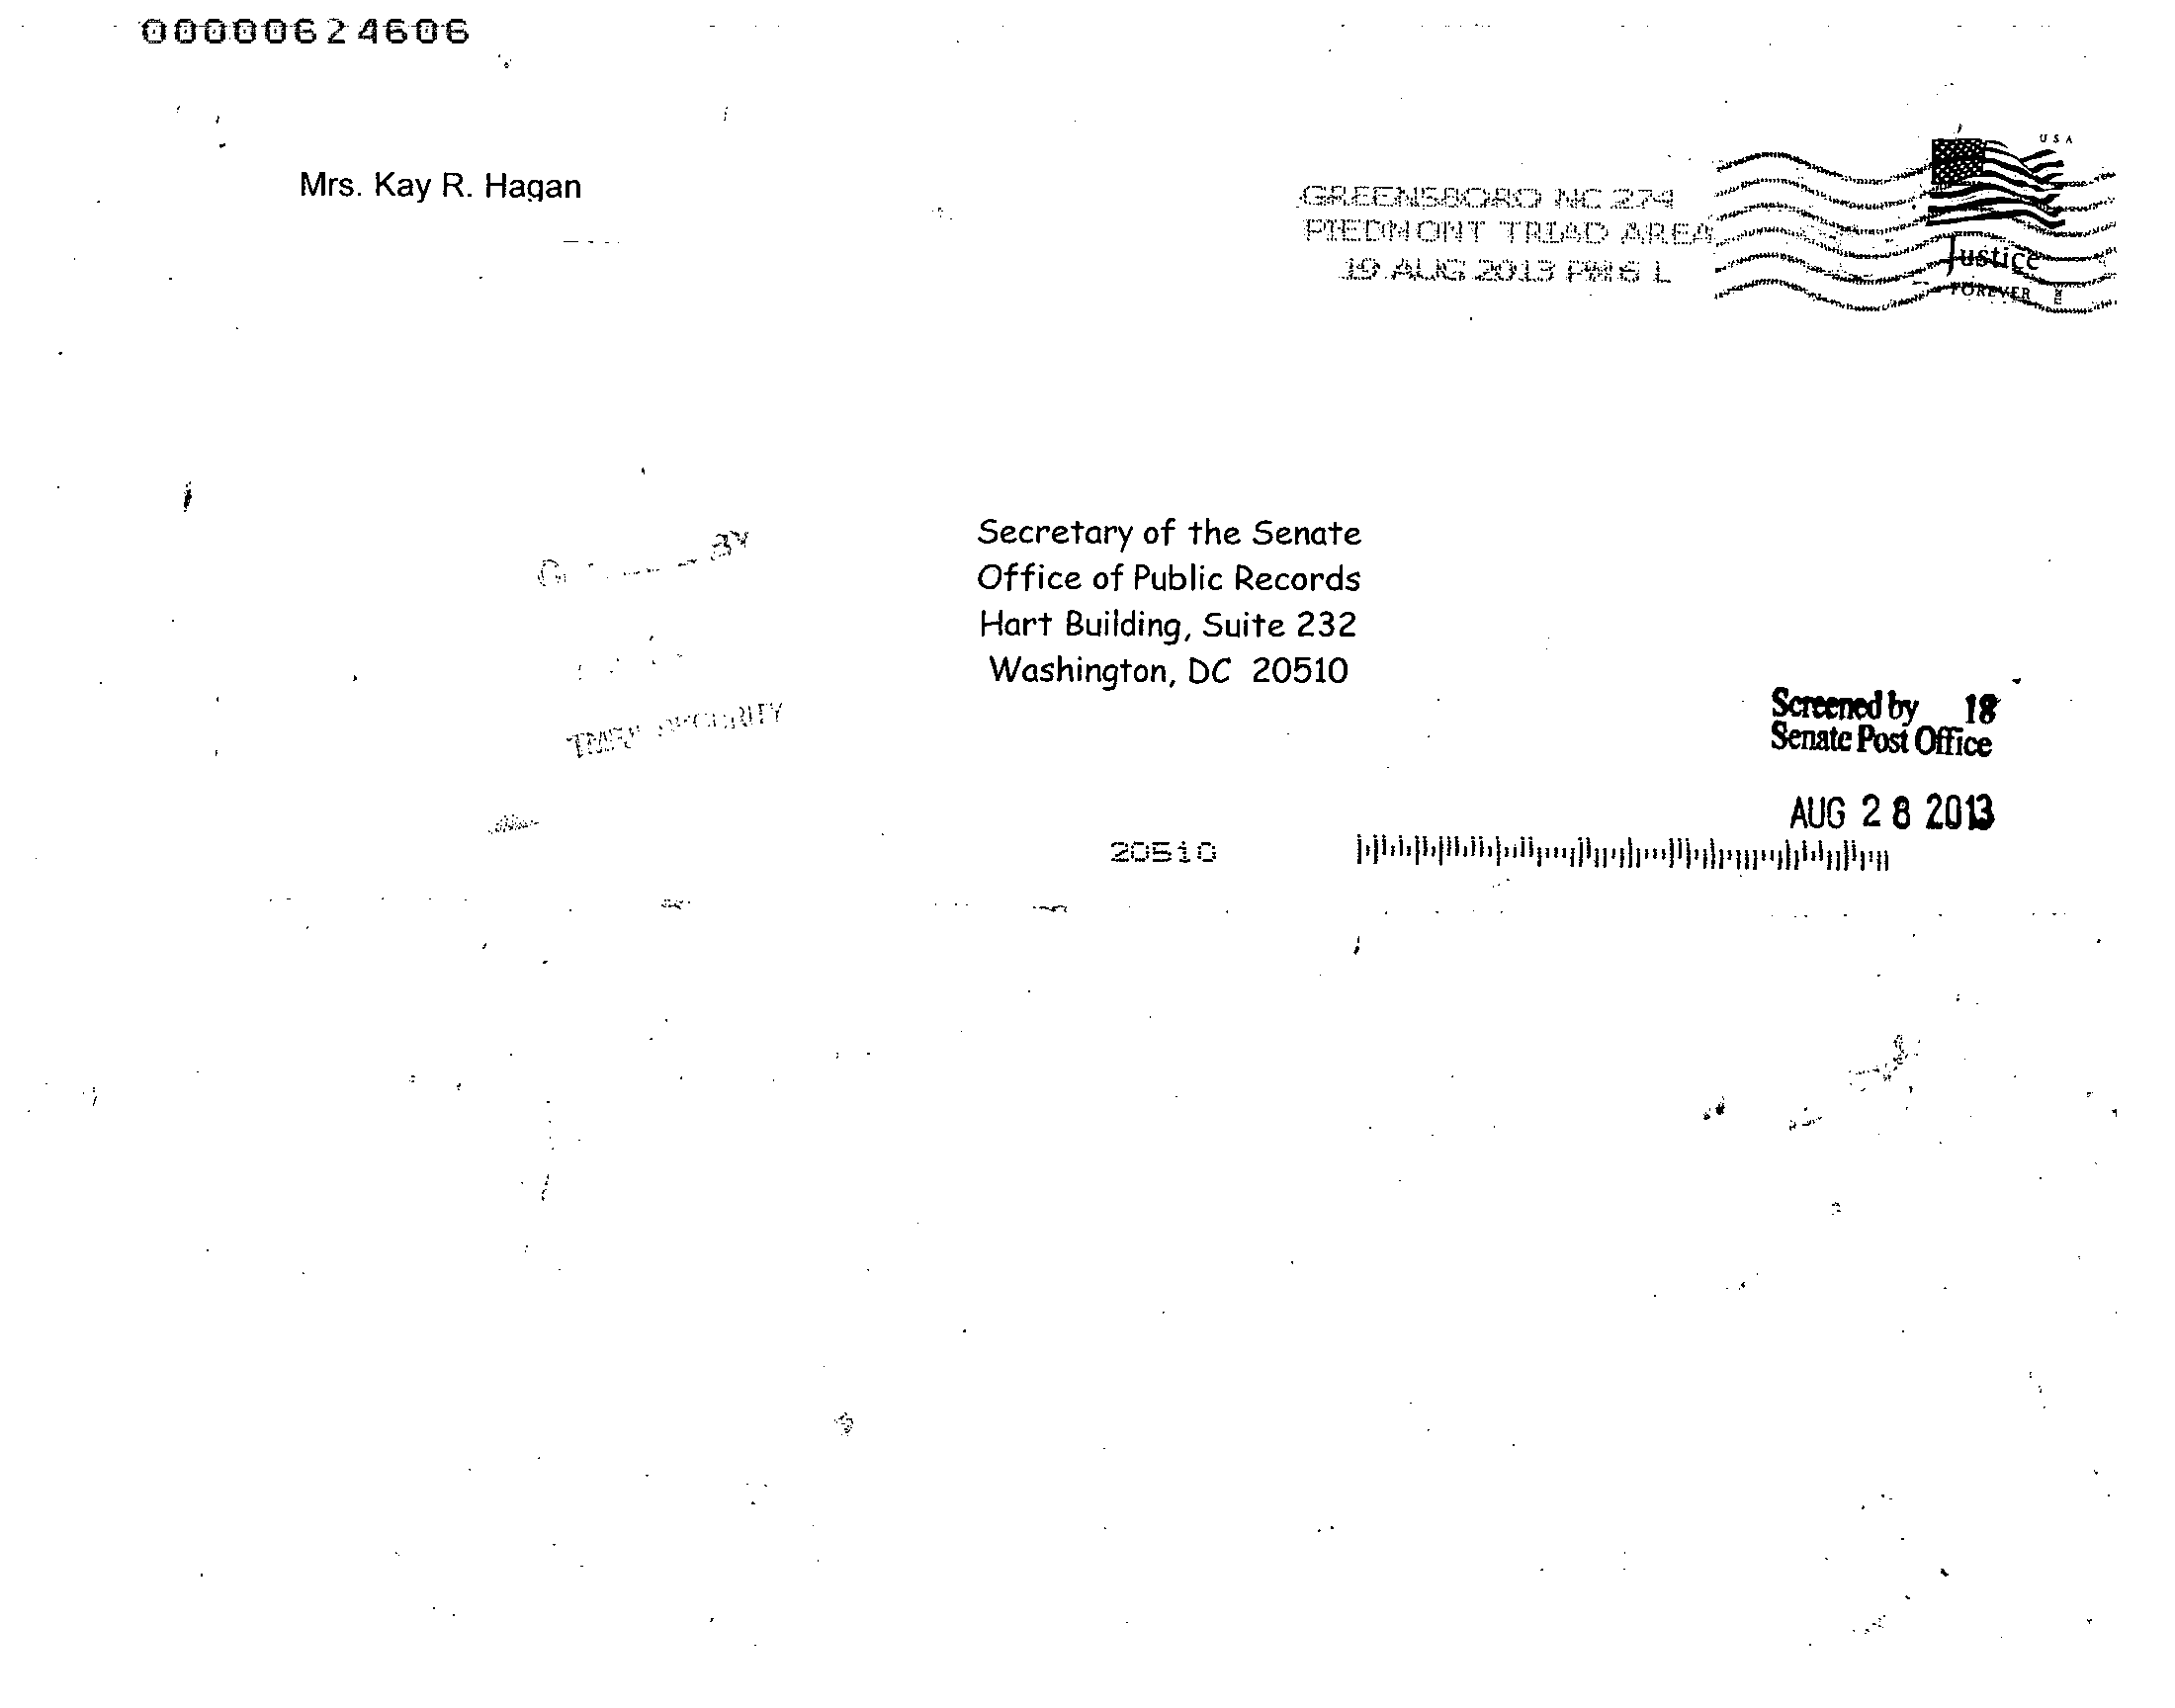 00000624606
Mrs. Kay R. Hagan
USA
GREENSBORO NC 274
PIEDMONT TRIAD AREA
19 AUG 2013 PM 6 L
Justice
FOREVER
BY
Secretary of the Senate
Office of Public Records
Hart Building, Suite 232
Washington, DC 20510
SECURITY
Screened by 18
Senate Post Office
AUG 28 2013
20510